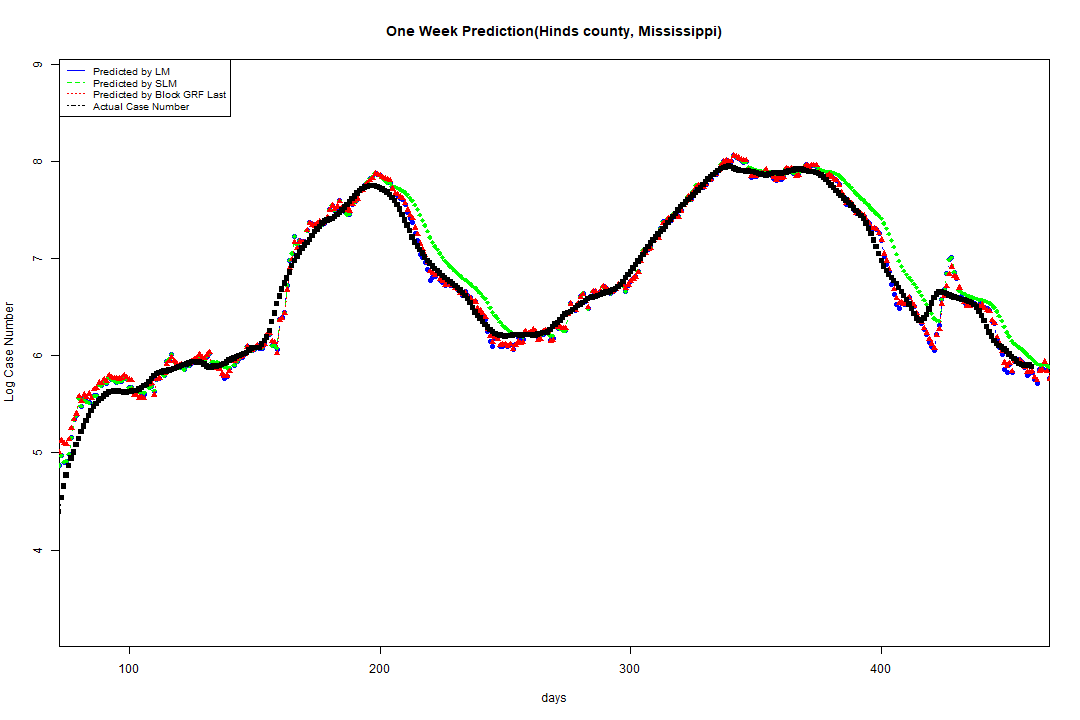 One Week Prediction(Hinds county, Mississippi)
Predicted by LM
Predicted by SLM
Predicted by Block GRF Last
Actual Case Number
9
8
7
6
5
4
Log Case Number
100 200 300 400
days